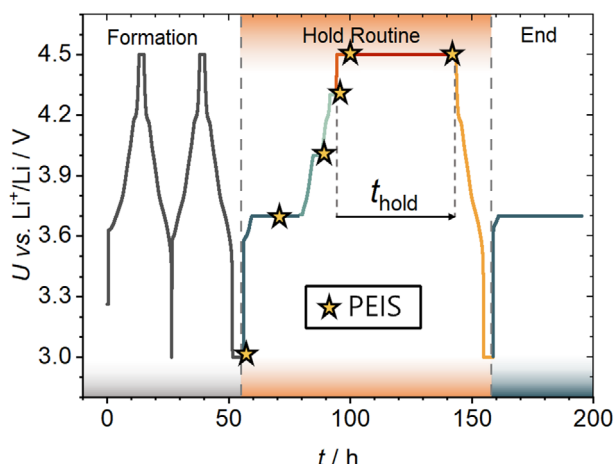 Formation
Hold Routine
End
U vs. Li⁺/Li / V
4.5
4.2
3.9
3.6
3.3
3.0
t_hold
PEIS
0
50
100
150
200
t / h